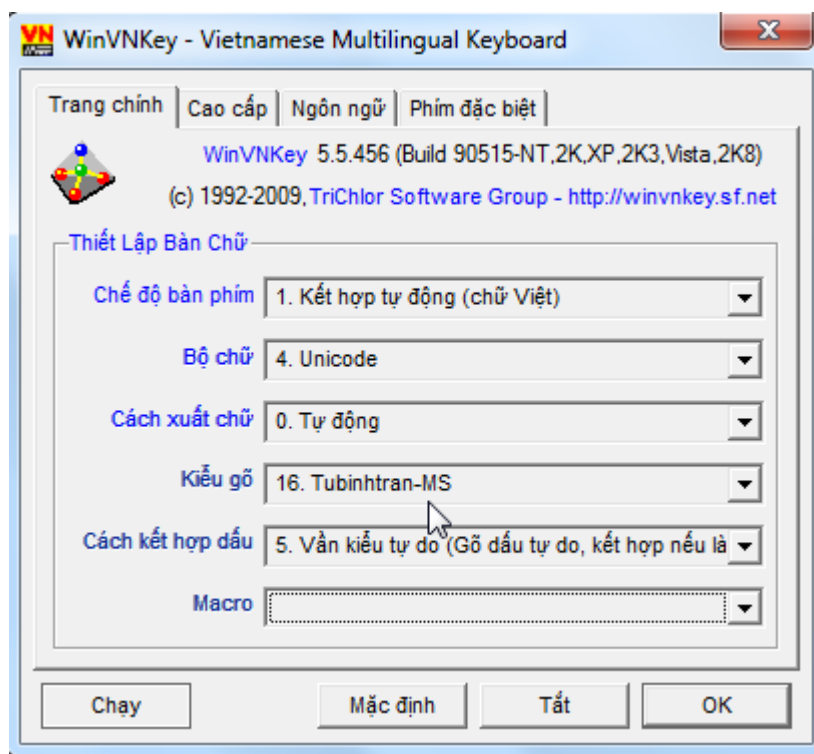 VN WinVNKey - Vietnamese Multilingual Keyboard
Trang chính Cao cấp Ngôn ngữ Phím đặc biệt
WinVNKey 5.5.456 (Build 90515-NT,2K,XP,2K3,Vista,2K8)
(c) 1992-2009, TriChlor Software Group - http://winvnkey.sf.net
Thiết Lập Bàn Chữ
Chế độ bàn phím 1. Kết hợp tự động (chữ Việt)
Bộ chữ 4. Unicode
Cách xuất chữ 0. Tự động
Kiểu gõ 16. Tubinhtran-MS
Cách kết hợp dấu 5. Vần kiểu tự do (Gõ dấu tự do, kết hợp nếu là
Macro
Chạy Mặc định Tắt OK